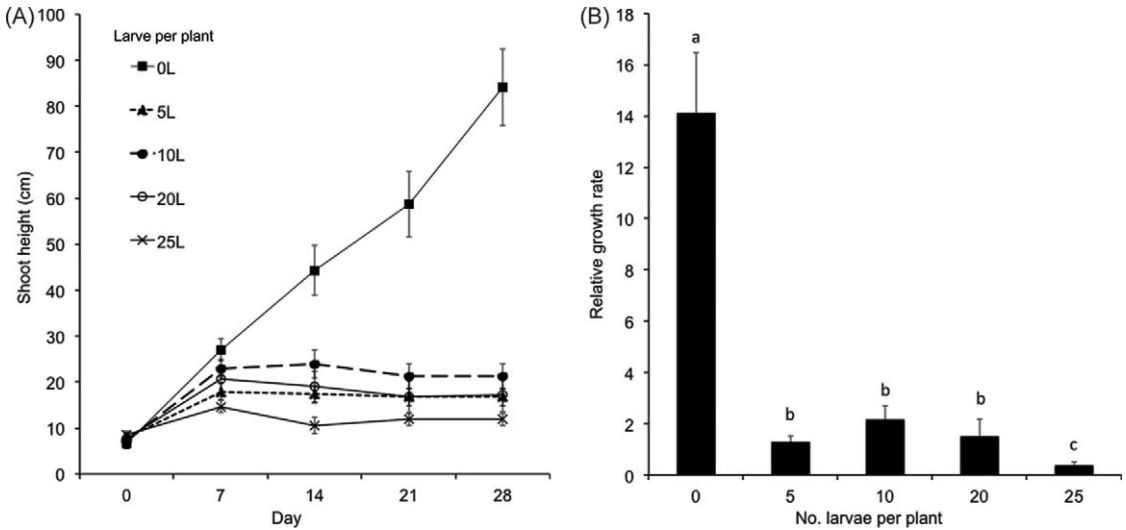 (A)
100
90
80
70
60
50
40
30
20
10
0
Shoot height (cm)
Larve per plant
0L
5L
10L
20L
25L
0 7 14 21 28
Day
(B)
18
16
14
12
10
8
6
4
2
0
Relative growth rate
a
b
b
b
c
0 5 10 20 25
No. larvae per plant